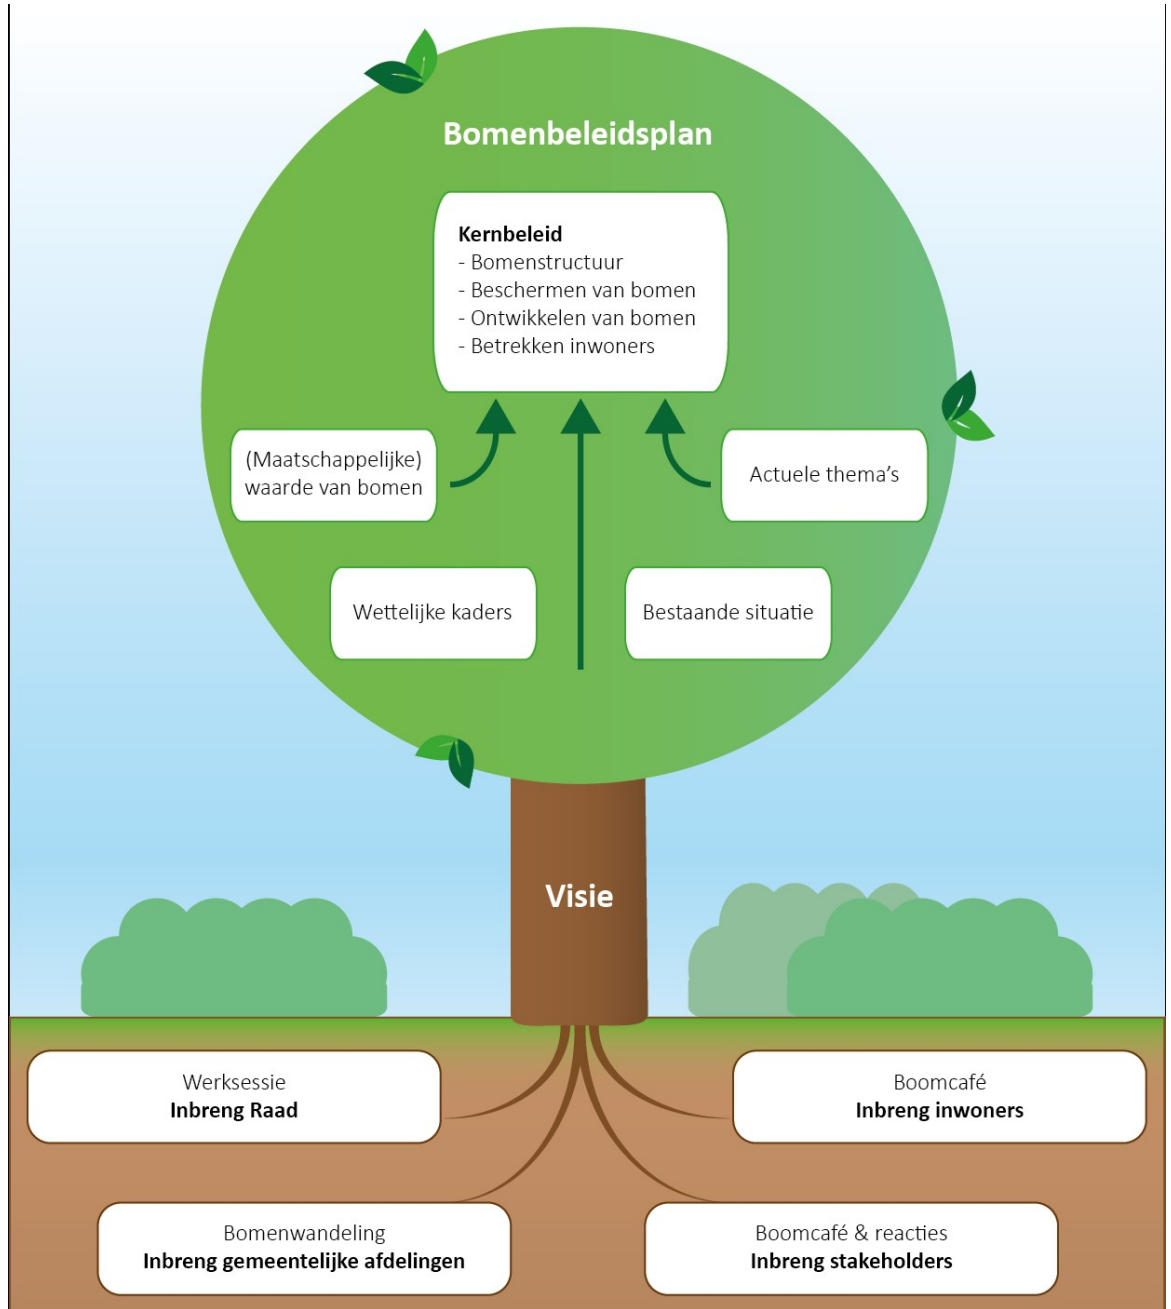 Bomenbeleidsplan
Kernbeleid
- Bomenstructuur
- Beschermen van bomen
- Ontwikkelen van bomen
- Betrekken inwoners
(Maatschappelijke)
waarde van bomen
Actuele thema's
Wettelijke kaders
Bestaande situatie
Visie
Werksessie
Inbreng Raad
Boomcafé
Inbreng inwoners
Bomenwandeling
Inbreng gemeentelijke afdelingen
Boomcafé & reacties
Inbreng stakeholders